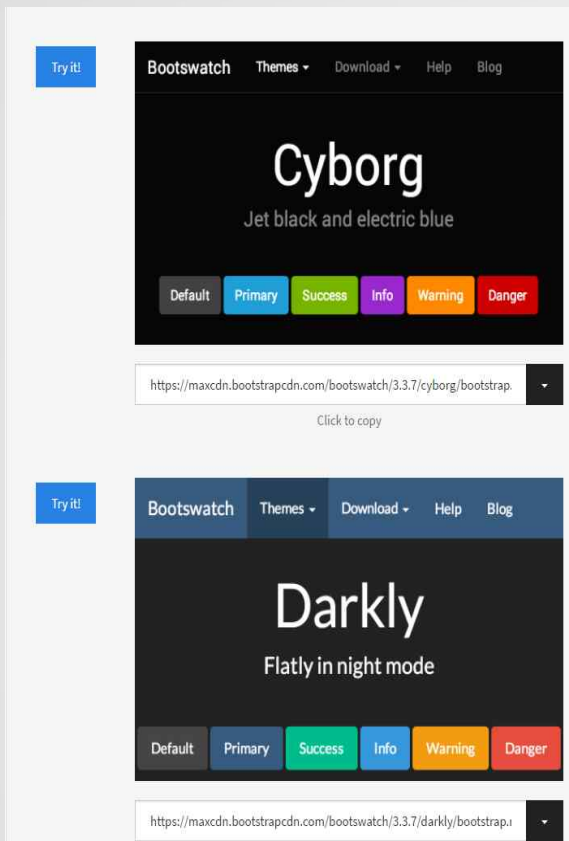 Try it!
Bootswatch Themes Download Help Blog
Cyborg
Jet black and electric blue
Default Primary Success Info Warning Danger
https://maxcdn.bootstrapcdn.com/bootswatch/3.3.7/cyborg/bootstrap.
Click to copy
Try it!
Bootswatch Themes Download Help Blog
Darkly
Flatly in night mode
Default Primary Success Info Warning Danger
https://maxcdn.bootstrapcdn.com/bootswatch/3.3.7/darkly/bootstrap.